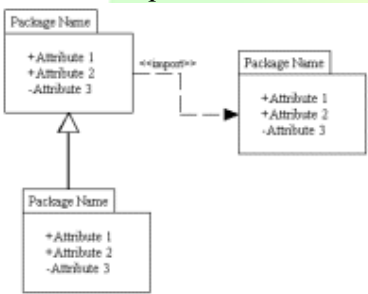 Package Name
+Attribute 1
+Attribute 2
-Attribute 3
<<import>>
Package Name
+Attribute 1
+Attribute 2
-Attribute 3
Package Name
+Attribute 1
+Attribute 2
-Attribute 3